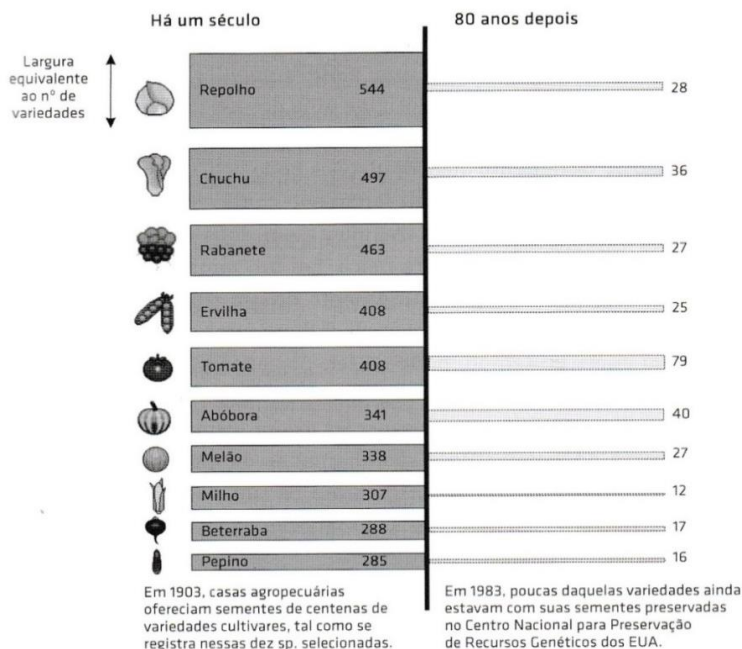 Há um século
80 anos depois
Largura
equivalente
ao nº de
variedades
Repolho 544 28
Chuchu 497 36
Rabanete 463 27
Ervilha 408 25
Tomate 408 79
Abóbora 341 40
Melão 338 27
Milho 307 12
Beterraba 288 17
Pepino 285 16
Em 1903, casas agropecuárias
ofereciam sementes de centenas de
variedades cultivares, tal como se
registra nessas dez sp. selecionadas.
Em 1983, poucas daquelas variedades ainda
estavam com suas sementes preservadas
no Centro Nacional para Preservação
de Recursos Genéticos dos EUA.